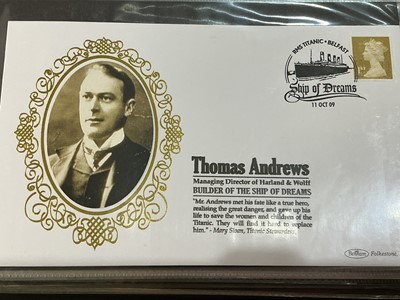 RMS TITANIC • BELFAST
Ship of Dreams
11 OCT 09
Thomas Andrews
Managing Director of Harland & Wolff
BUILDER OF THE SHIP OF DREAMS
"Mr. Andrews met his fate like a true hero,
realising the great danger, and gave up his
life to save the women and children of the
Titanic. They will find it hard to replace
him." - Mary Sloan, Titanic Stewardess.
Benham Folkestone.